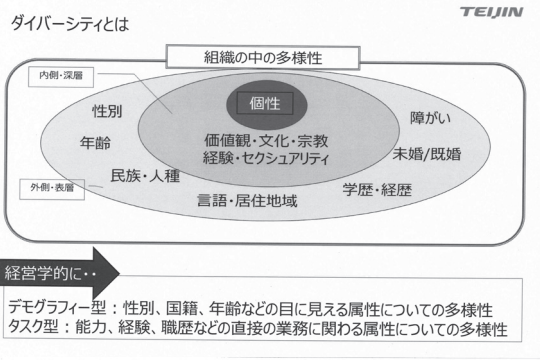 ダイバーシティとは
TEIJIN
組織の中の多様性
内側・深層
個性
性別
障がい
年齢
価値観・文化・宗教
経験・セクシュアリティ
未婚/既婚
民族・人種
外側・表層
学歴・経歴
言語・居住地域
経営学的に・・
デモグラフィー型：性別、国籍、年齢などの目に見える属性についての多様性
タスク型：能力、経験、職歴などの直接の業務に関わる属性についての多様性